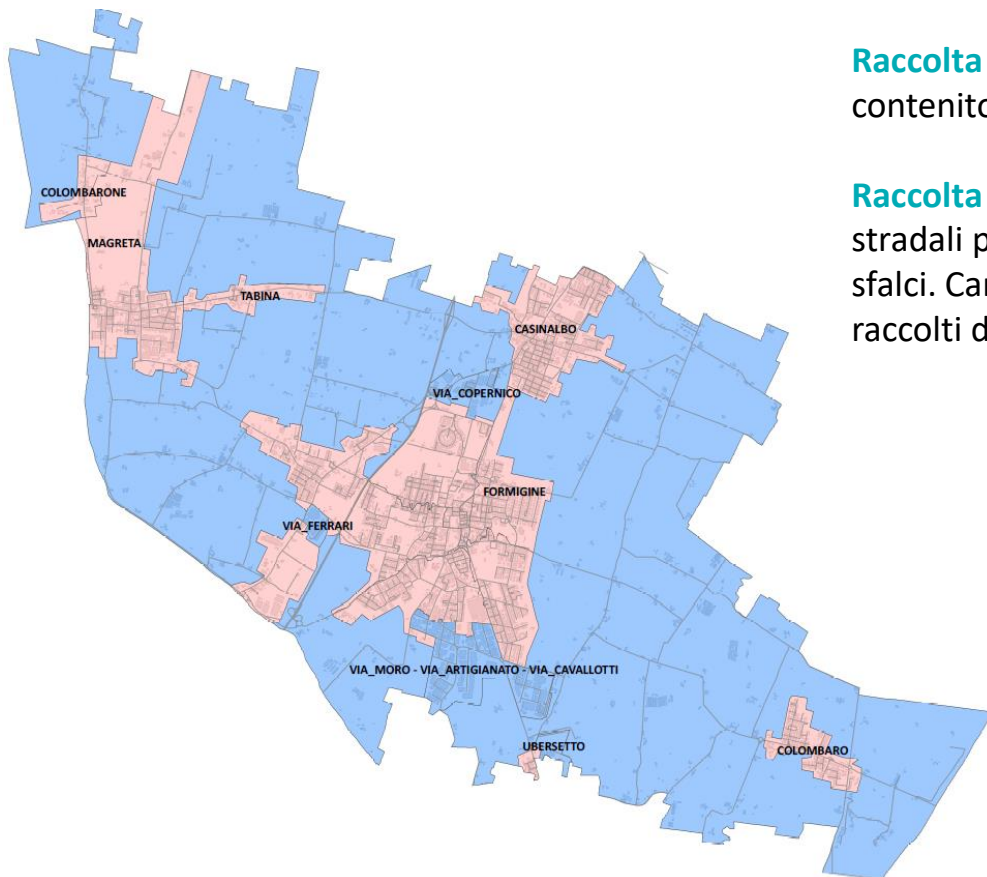 Raccolta
contenito
Raccolta
stradali p
sfalci. Car
raccolti d
COLOMBARONE
MAGRETA
TABINA
CASINALBO
VIA_COPERNICO
FORMIGINE
VIA_FERRARI
VIA_MORO - VIA_ARTIGIANATO - VIA_CAVALLOTTI
UBERSETTO
COLOMBARO